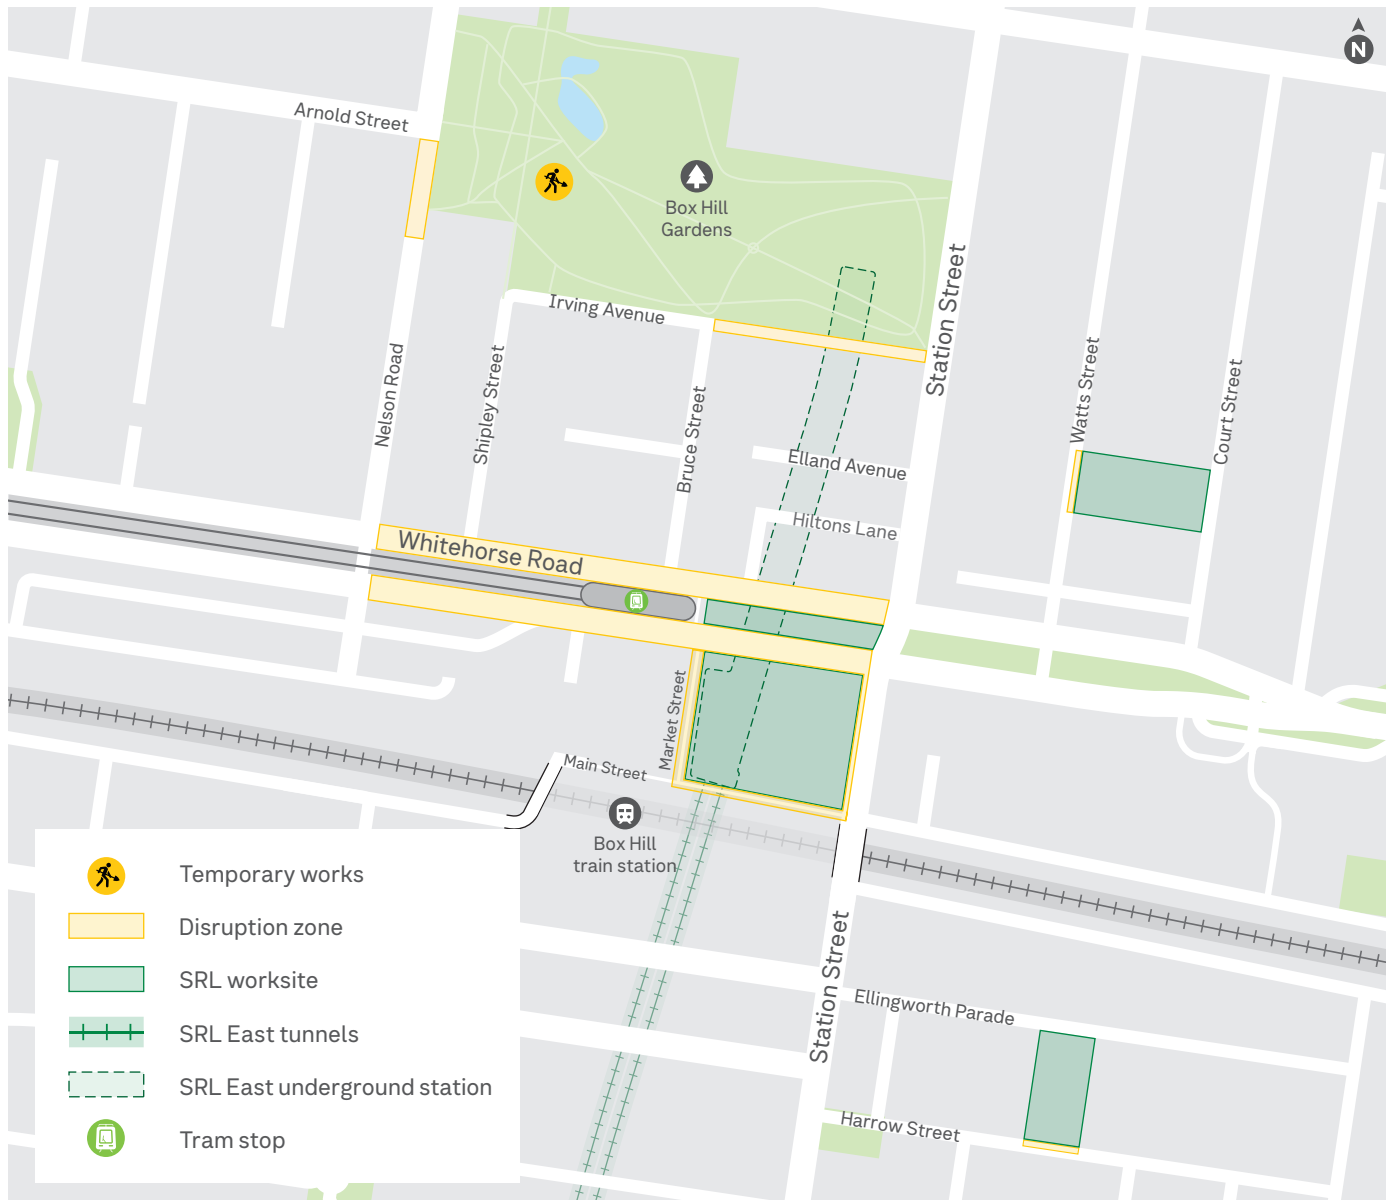 N
Arnold Street
Box Hill
Gardens
Station Street
Irving Avenue
Nelson Road
Shipley Street
Bruce Street
Watts Street
Court Street
Elland Avenue
Hiltons Lane
Whitehorse Road
Market Street
Main Street
Box Hill
train station
Station Street
Ellingworth Parade
Harrow Street
Temporary works
Disruption zone
SRL worksite
SRL East tunnels
SRL East underground station
Tram stop